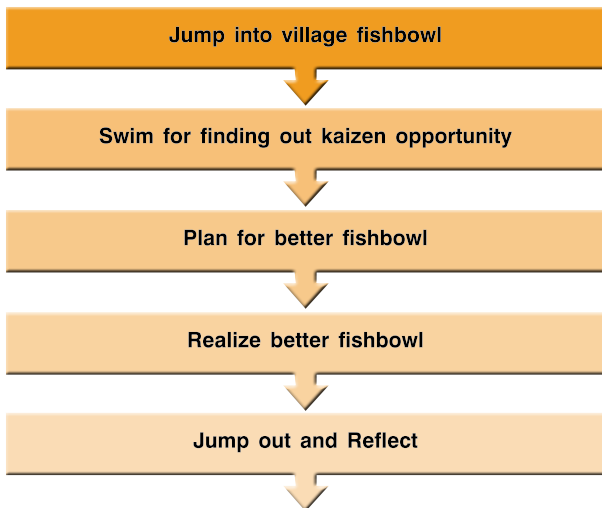 Jump into village fishbowl
Swim for finding out kaizen opportunity
Plan for better fishbowl
Realize better fishbowl
Jump out and Reflect